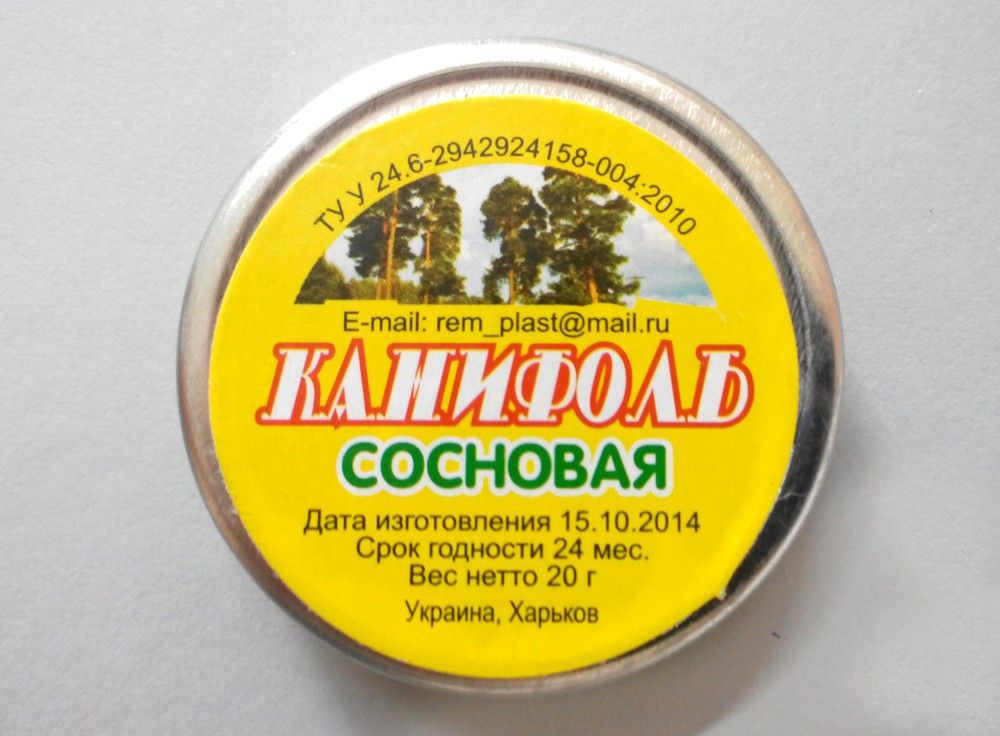 ТУ У 24.6-2942924158-004:2010
E-mail: rem_plast@mail.ru
КАНИФОЛЬ
СОСНОВАЯ
Дата изготовления 15.10.2014
Срок годности 24 мес.
Вес нетто 20 г
Украина, Харьков